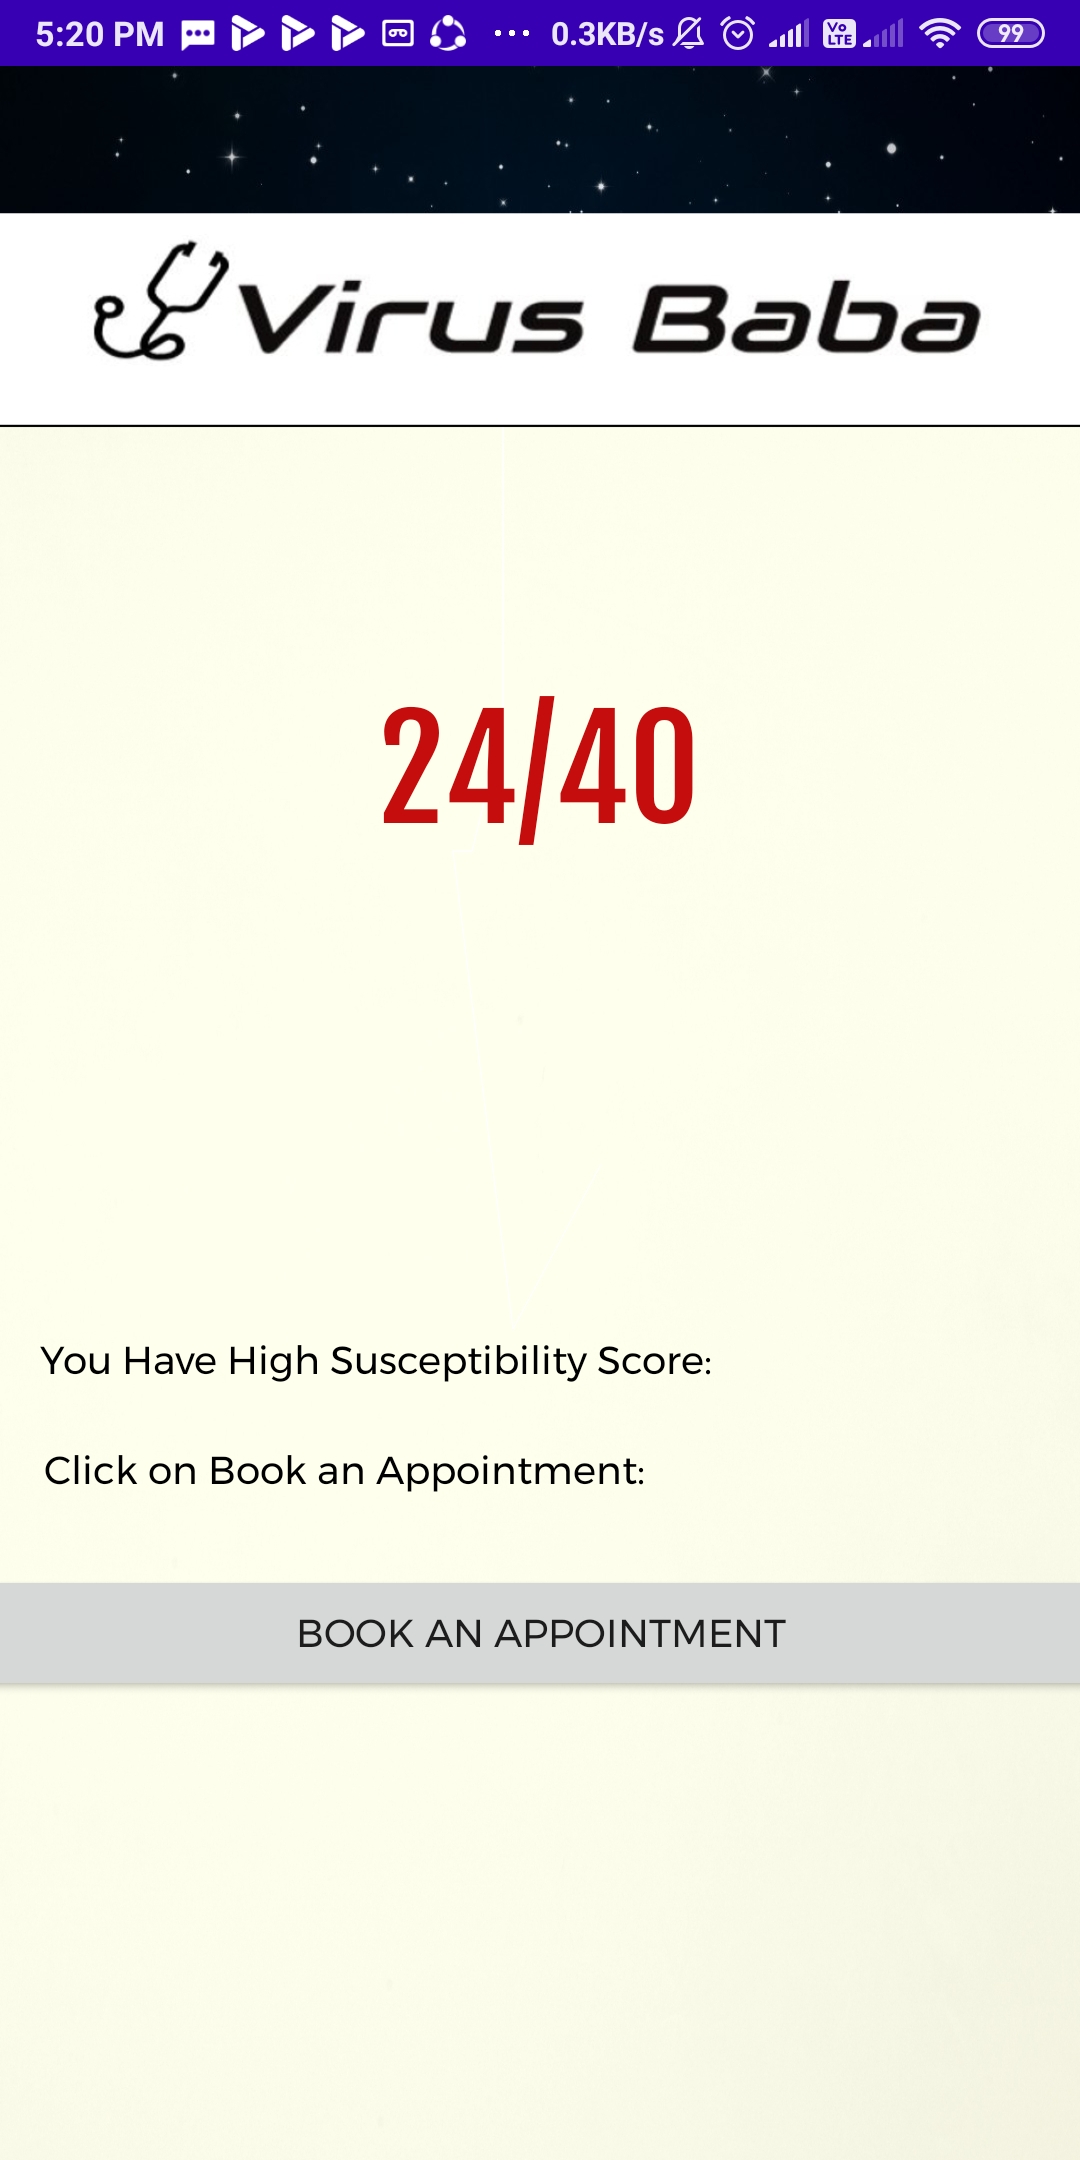 5:20 PM ... 0.3KB/s Vo LTE 99
Virus Baba
24/40
You Have High Susceptibility Score:
Click on Book an Appointment:
BOOK AN APPOINTMENT